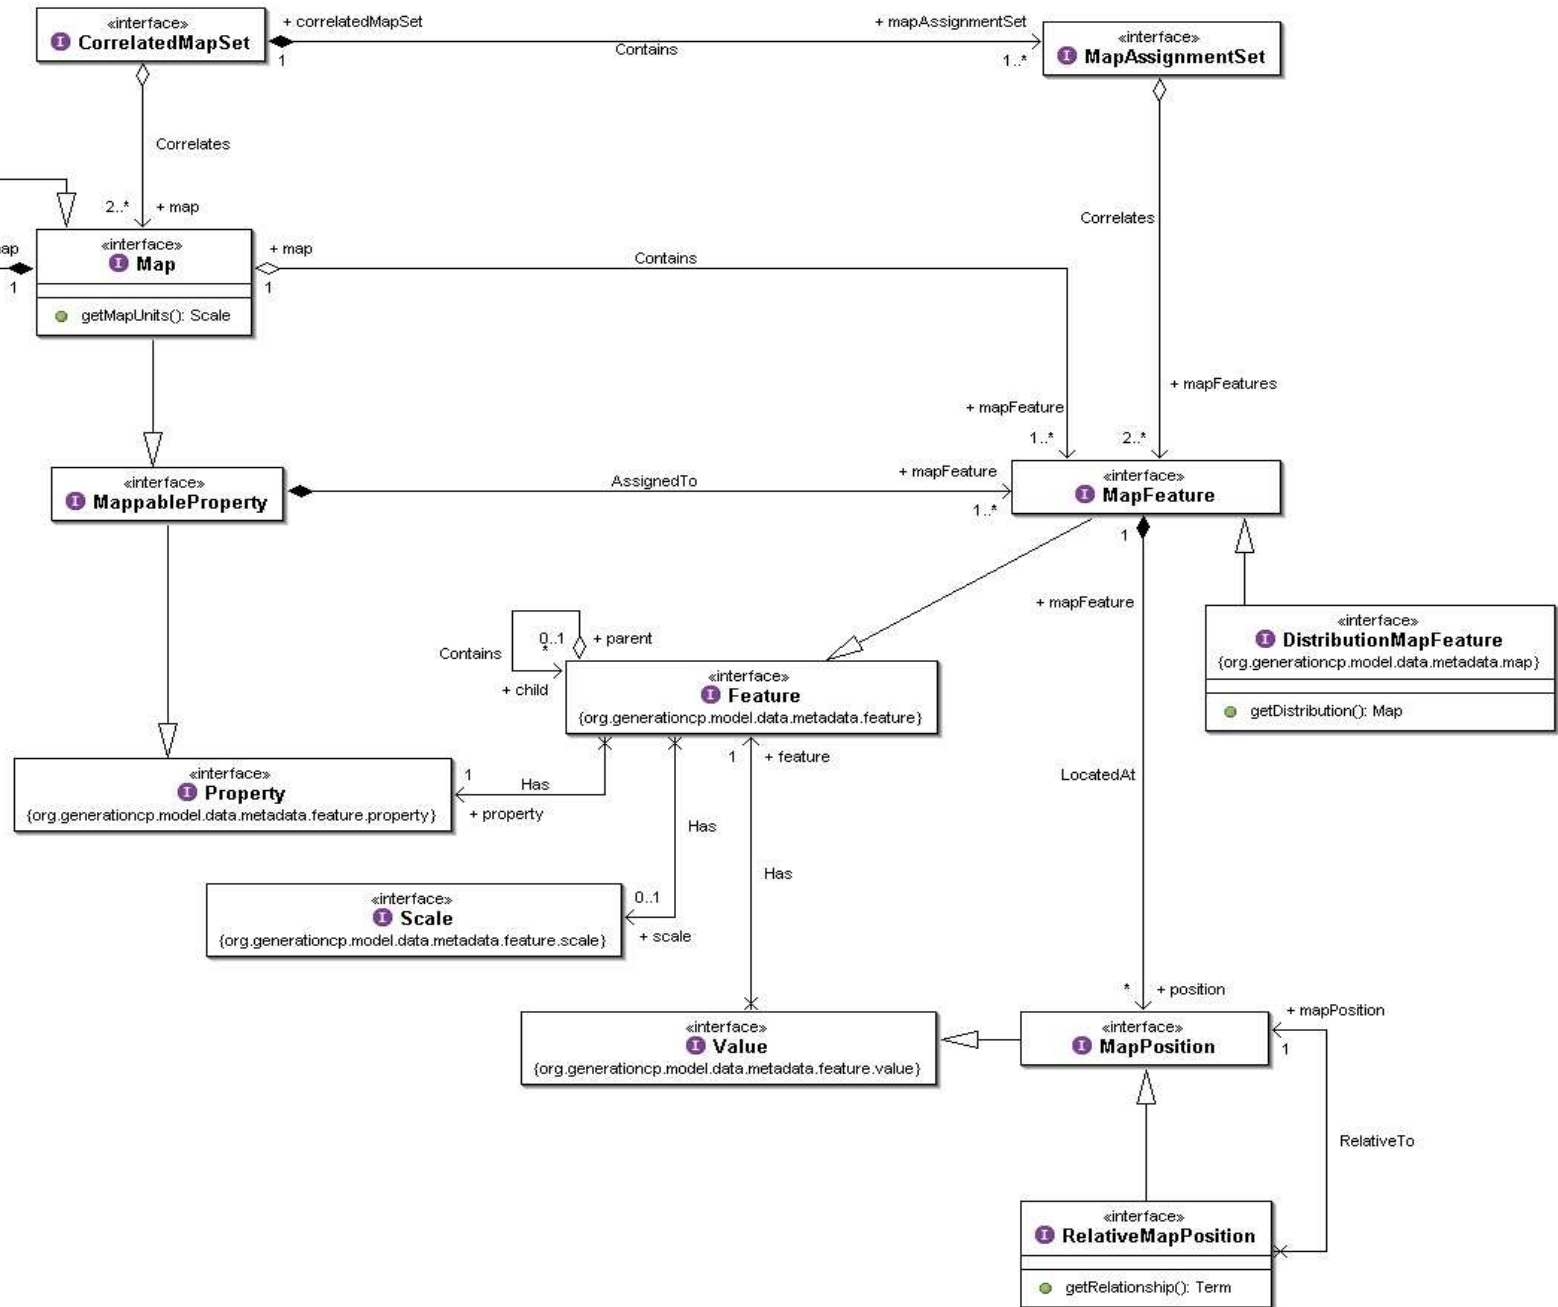 «interface»
CorrelatedMapSet
+ correlatedMapSet
1
Contains
+ mapAssignmentSet
1..*
«interface»
MapAssignmentSet
Correlates
2..*
+ map
Correlates
+ mapFeatures
2..*
ap
1
«interface»
Map
getMapUnits(): Scale
+ map
1
Contains
+ mapFeature
1..*
«interface»
MappableProperty
AssignedTo
+ mapFeature
1..*
«interface»
MapFeature
1
+ mapFeature
«interface»
DistributionMapFeature
{org.generationcp.model.data.metadata.map}
getDistribution(): Map
0..1
+ parent
*
Contains
+ child
«interface»
Feature
{org.generationcp.model.data.metadata.feature}
1
+ feature
LocatedAt
«interface»
Property
{org.generationcp.model.data.metadata.feature.property}
1
Has
+ property
Has
Has
«interface»
Scale
{org.generationcp.model.data.metadata.feature.scale}
0..1
+ scale
* + position
«interface»
Value
{org.generationcp.model.data.metadata.feature.value}
«interface»
MapPosition
+ mapPosition
1
RelativeTo
«interface»
RelativeMapPosition
getRelationship(): Term